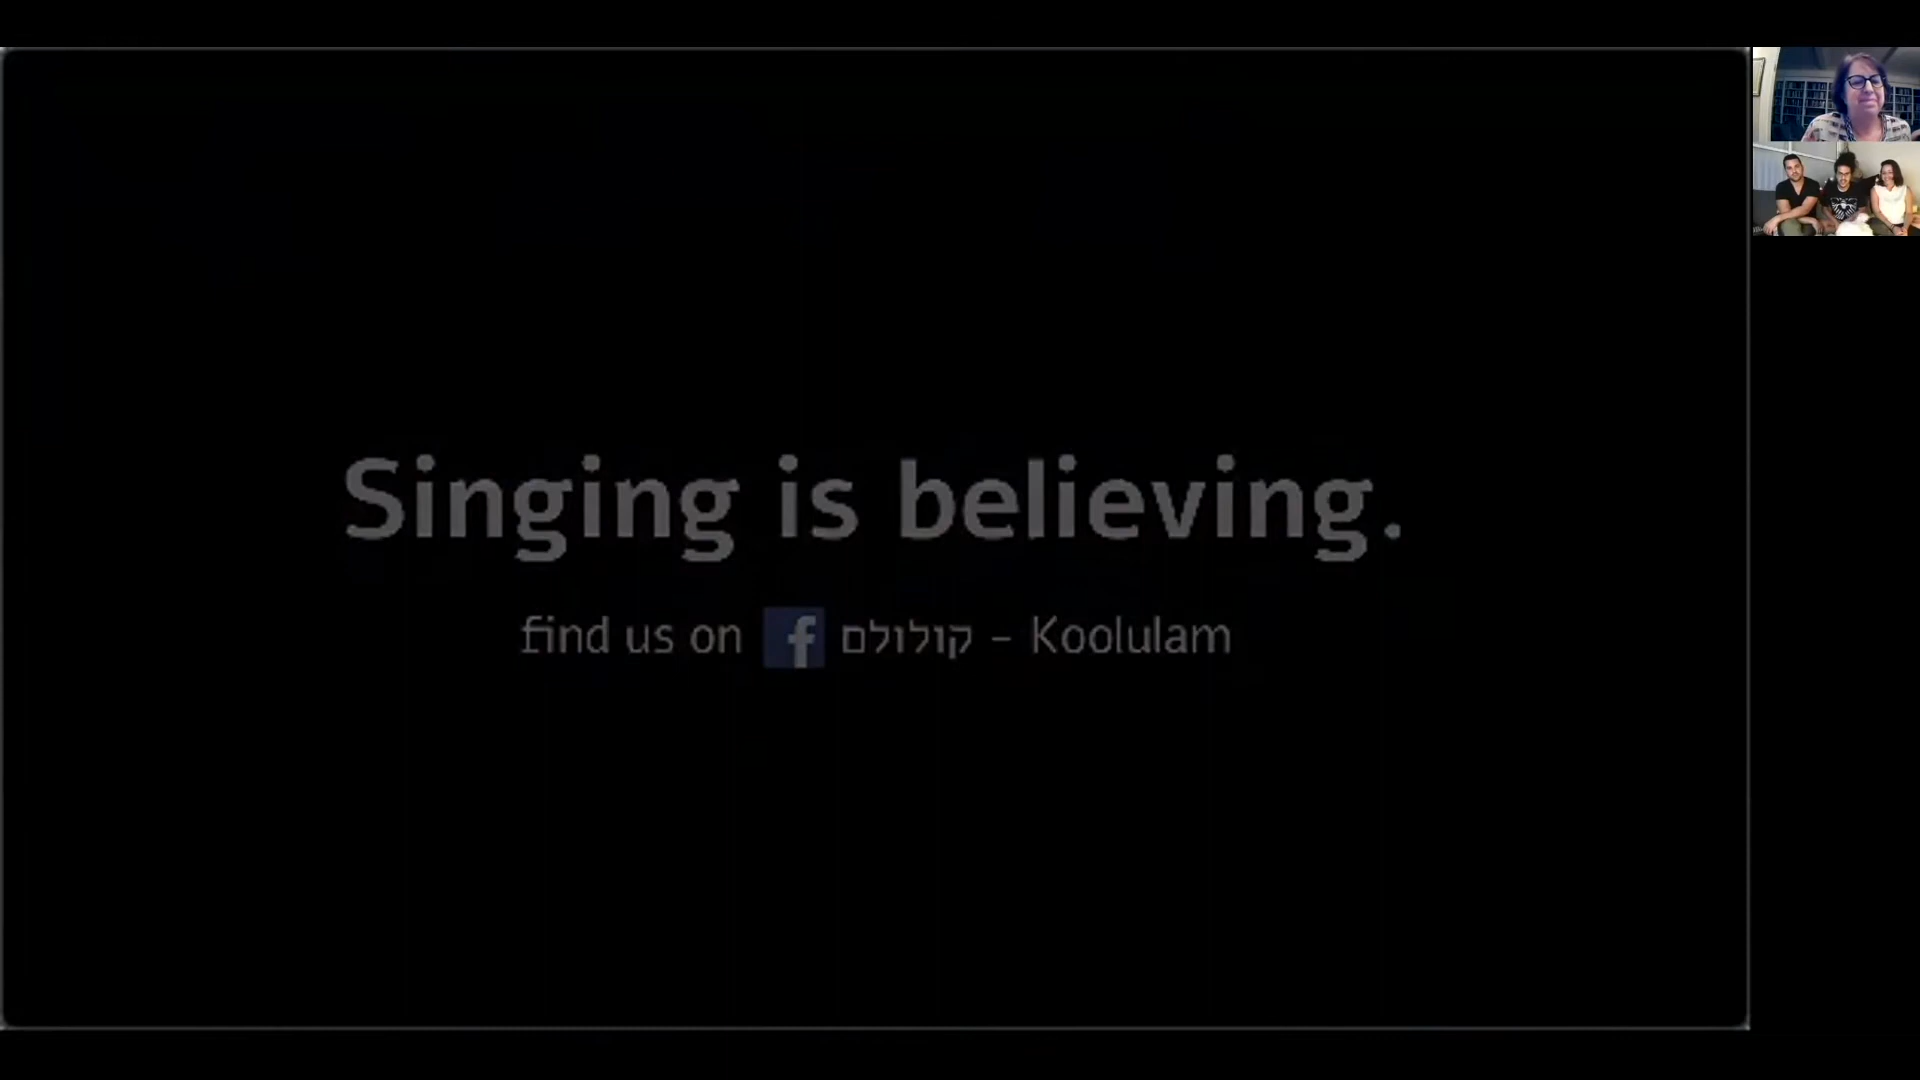 Singing is believing.
find us on f קולולם - Koolulam